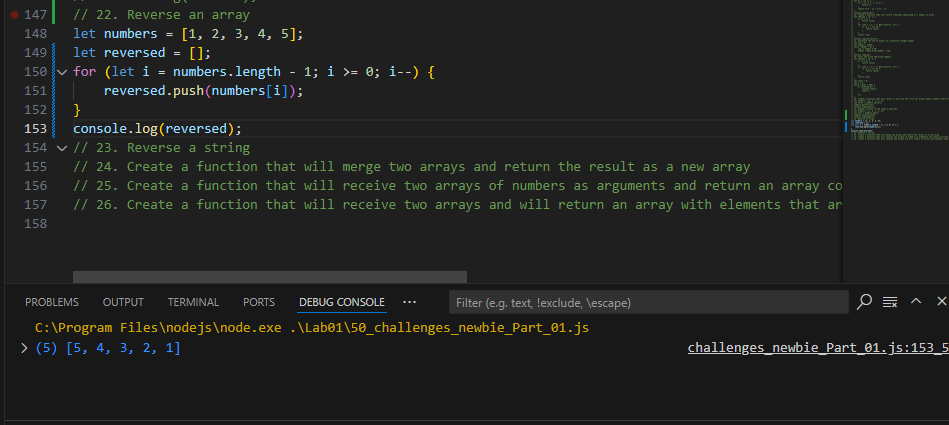 147 // 22. Reverse an array
148 let numbers = [1, 2, 3, 4, 5];
149 let reversed = [];
150 for (let i = numbers.length - 1; i >= 0; i--) {
151 reversed.push(numbers[i]);
152 }
153 console.log(reversed);
154 // 23. Reverse a string
155 // 24. Create a function that will merge two arrays and return the result as a new array
156 // 25. Create a function that will receive two arrays of numbers as arguments and return an array co
157 // 26. Create a function that will receive two arrays and will return an array with elements that ar
158
PROBLEMS OUTPUT TERMINAL PORTS DEBUG CONSOLE ··· Filter (e.g. text, !exclude, \escape)
C:\Program Files\nodejs\node.exe .\Lab01\50_challenges_newbie_Part_01.js
> (5) [5, 4, 3, 2, 1] challenges_newbie_Part_01.js:153_5